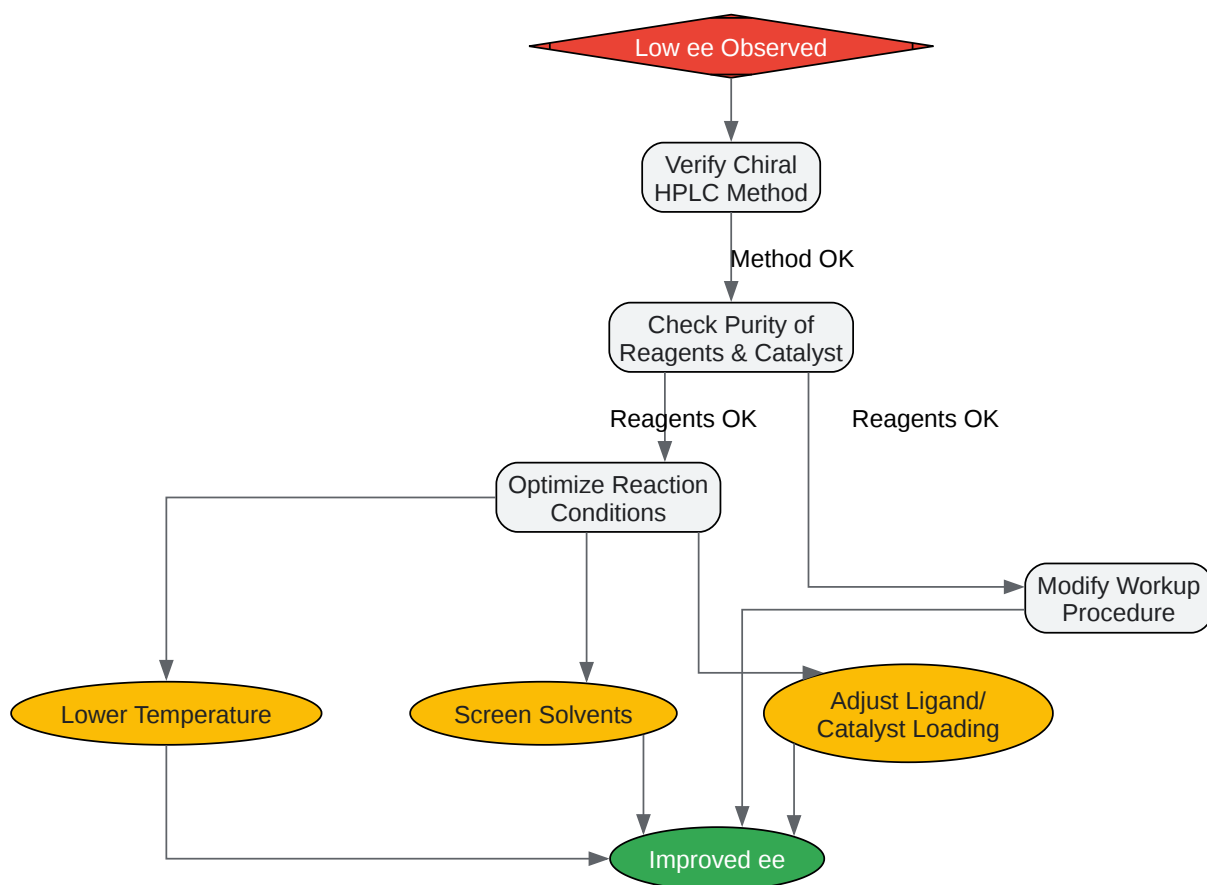 Low ee Observed
Verify Chiral
HPLC Method
Method OK
Check Purity of
Reagents & Catalyst
Reagents OK
Reagents OK
Optimize Reaction
Conditions
Modify Workup
Procedure
Lower Temperature
Screen Solvents
Adjust Ligand/
Catalyst Loading
Improved ee